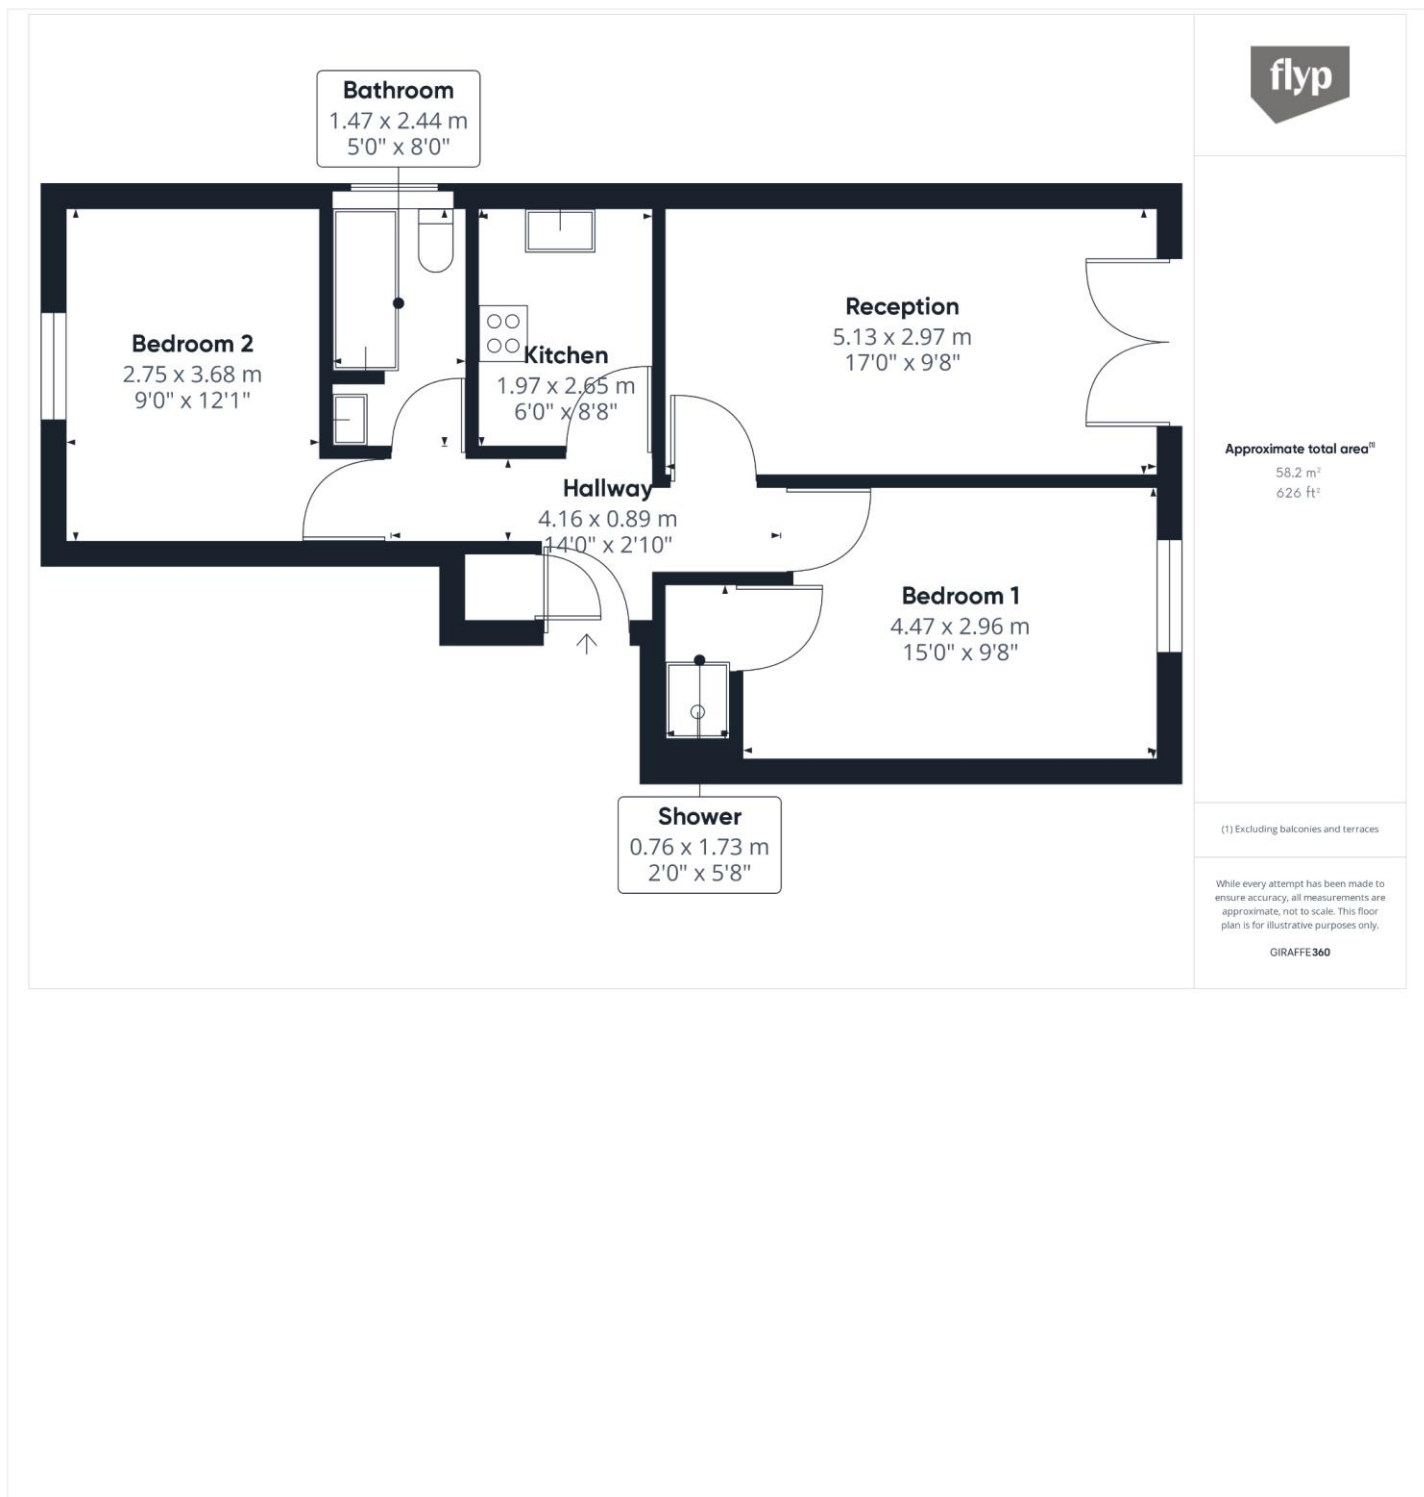 flyp
Bathroom
1.47 x 2.44 m
5'0" x 8'0"
Bedroom 2
2.75 x 3.68 m
9'0" x 12'1"
Kitchen
1.97 x 2.65 m
6'0" x 8'8"
Reception
5.13 x 2.97 m
17'0" x 9'8"
Hallway
4.16 x 0.89 m
14'0" x 2'10"
Bedroom 1
4.47 x 2.96 m
15'0" x 9'8"
Shower
0.76 x 1.73 m
2'0" x 5'8"
Approximate total area⁽¹⁾
58.2 m²
626 ft²
(1) Excluding balconies and terraces
While every attempt has been made to
ensure accuracy, all measurements are
approximate, not to scale. This floor
plan is for illustrative purposes only.
GIRAFFE360